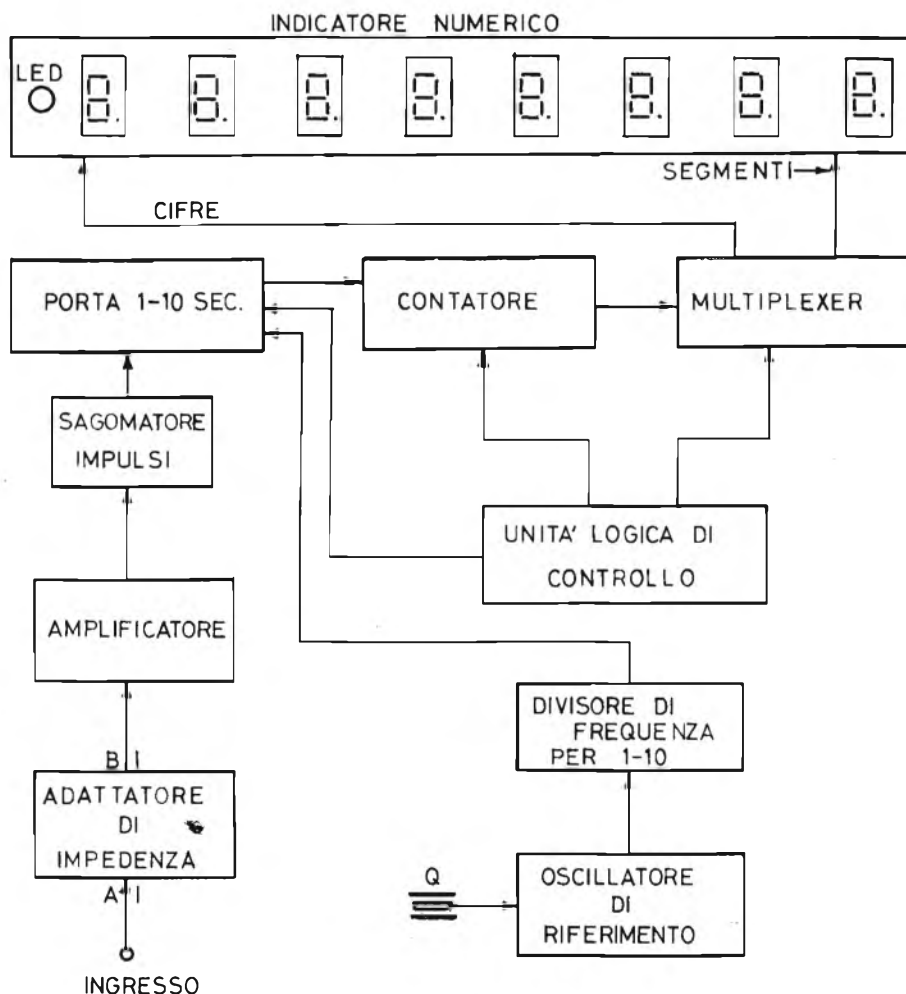 INDICATORE NUMERICO
LED
SEGMENTI
CIFRE
PORTA 1-10 SEC.
CONTATORE
MULTIPLEXER
SAGOMATORE
IMPULSI
UNITA' LOGICA DI
CONTROLLO
AMPLIFICATORE
DIVISORE DI
FREQUENZA
PER 1-10
B
ADATTATORE
DI
IMPEDENZA
A
Q
OSCILLATORE
DI
RIFERIMENTO
INGRESSO